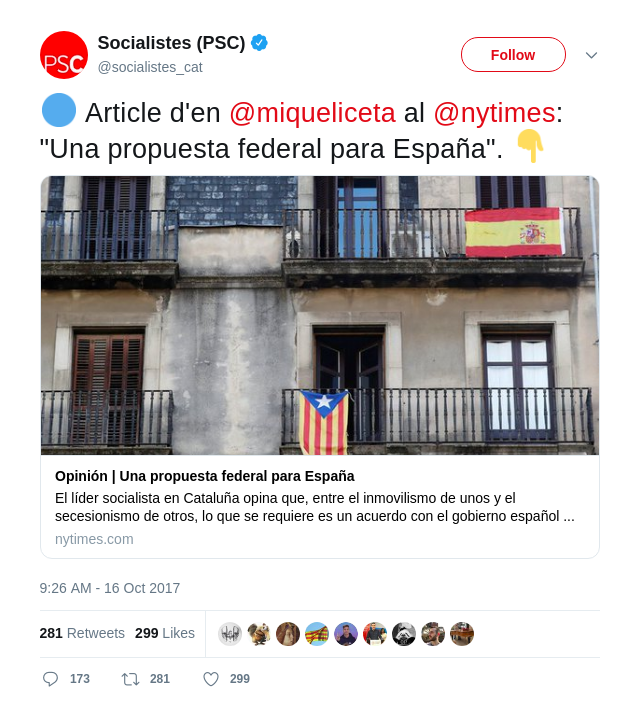 PSC
Socialistes (PSC)
@socialistes_cat
Follow
Article d'en @miqueliceta al @nytimes:
"Una propuesta federal para España". 👇
Opinión | Una propuesta federal para España
El líder socialista en Cataluña opina que, entre el inmovilismo de unos y el
secesionismo de otros, lo que se requiere es un acuerdo con el gobierno español ...
nytimes.com
9:26 AM - 16 Oct 2017
281 Retweets 299 Likes
173 281 299